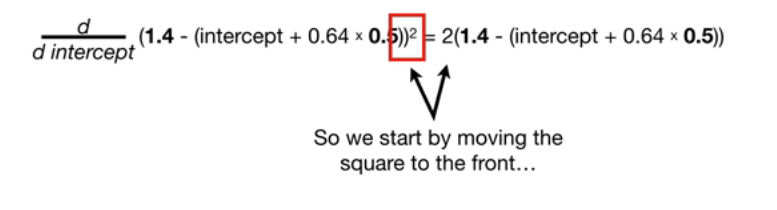 d/d intercept (1.4 - (intercept + 0.64 × 0.5))² = 2(1.4 - (intercept + 0.64 × 0.5))
So we start by moving the
square to the front…